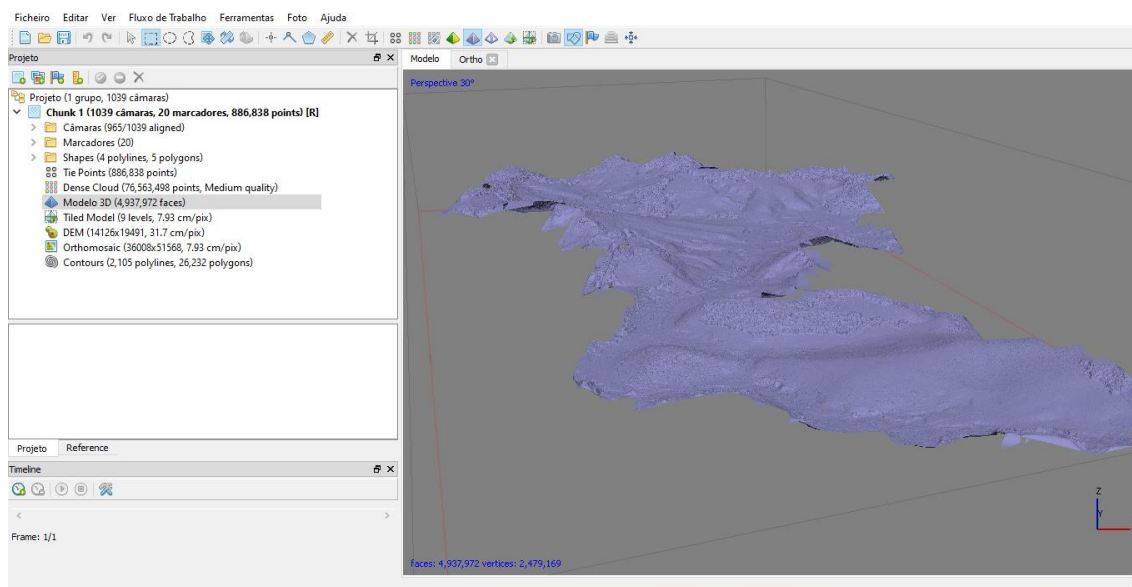 Ficheiro Editar Ver Fluxo de Trabalho Ferramentas Foto Ajuda
Projeto
Projeto (1 grupo, 1039 câmaras)
Chunk 1 (1039 câmaras, 20 marcadores, 886,838 points) [R]
Câmaras (965/1039 aligned)
Marcadores (20)
Shapes (4 polylines, 5 polygons)
Tie Points (886,838 points)
Dense Cloud (76,563,498 points, Medium quality)
Modelo 3D (4,937,972 faces)
Tiled Model (9 levels, 7.93 cm/pix)
DEM (14126x19491, 31.7 cm/pix)
Orthomosaic (36008x51568, 7.93 cm/pix)
Contours (2,105 polylines, 26,232 polygons)
Projeto Reference
Timeline
Frame: 1/1
Modelo Ortho
Perspective 30°
Z
Y
faces: 4,937,972 vertices: 2,479,169